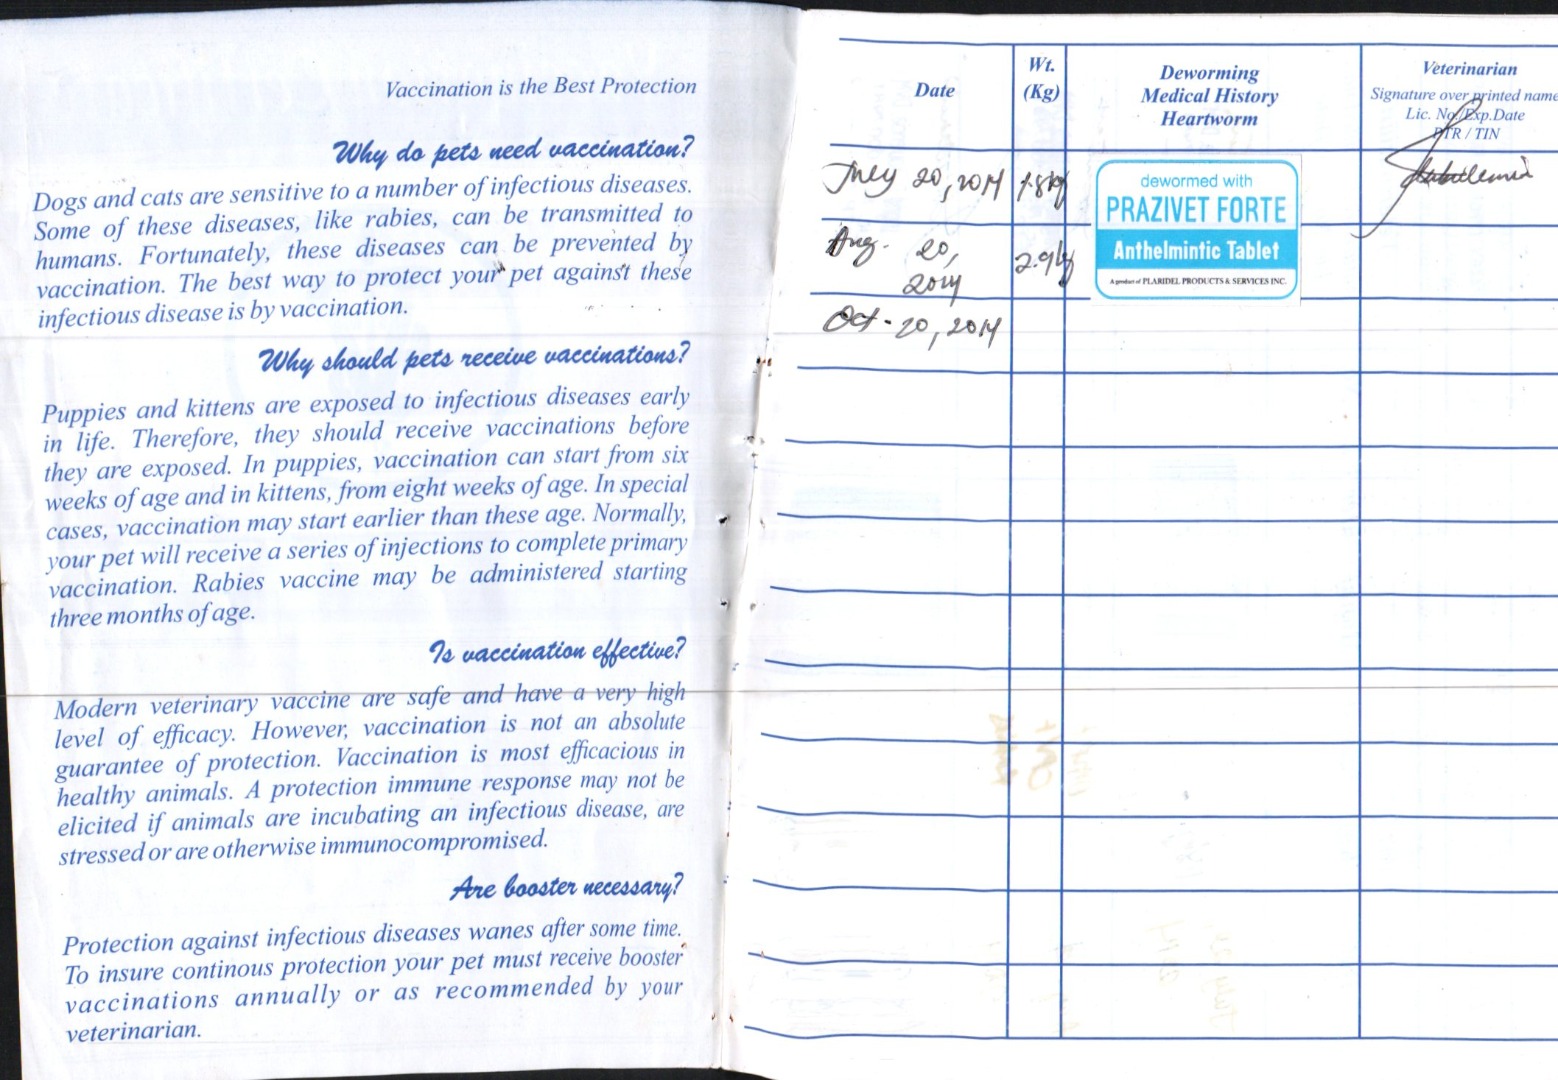 Vaccination is the Best Protection
Why do pets need vaccination?
Dogs and cats are sensitive to a number of infectious diseases.
Some of these diseases, like rabies, can be transmitted to
humans. Fortunately, these diseases can be prevented by
vaccination. The best way to protect your pet against these
infectious disease is by vaccination.
Why should pets receive vaccinations?
Puppies and kittens are exposed to infectious diseases early
in life. Therefore, they should receive vaccinations before
they are exposed. In puppies, vaccination can start from six
weeks of age and in kittens, from eight weeks of age. In special
cases, vaccination may start earlier than these age. Normally,
your pet will receive a series of injections to complete primary
vaccination. Rabies vaccine may be administered starting
three months of age.
Is vaccination effective?
Modern veterinary vaccine are safe and have a very high
level of efficacy. However, vaccination is not an absolute
guarantee of protection. Vaccination is most efficacious in
healthy animals. A protection immune response may not be
elicited if animals are incubating an infectious disease, are
stressed or are otherwise immunocompromised.
Are booster necessary?
Protection against infectious diseases wanes after some time.
To insure continous protection your pet must receive booster
vaccinations annually or as recommended by your
veterinarian.
Date
Wt.
(Kg)
Deworming
Medical History
Heartworm
Veterinarian
Signature over printed name
Lic. No./Exp.Date
PTR / TIN
July 20, 2014
1.8kg
dewormed with
PRAZIVET FORTE
Anthelmintic Tablet
A product of PLARIDEL PRODUCTS & SERVICES INC.
Aug. 20,
2014
2.9kg
Oct. 20, 2014